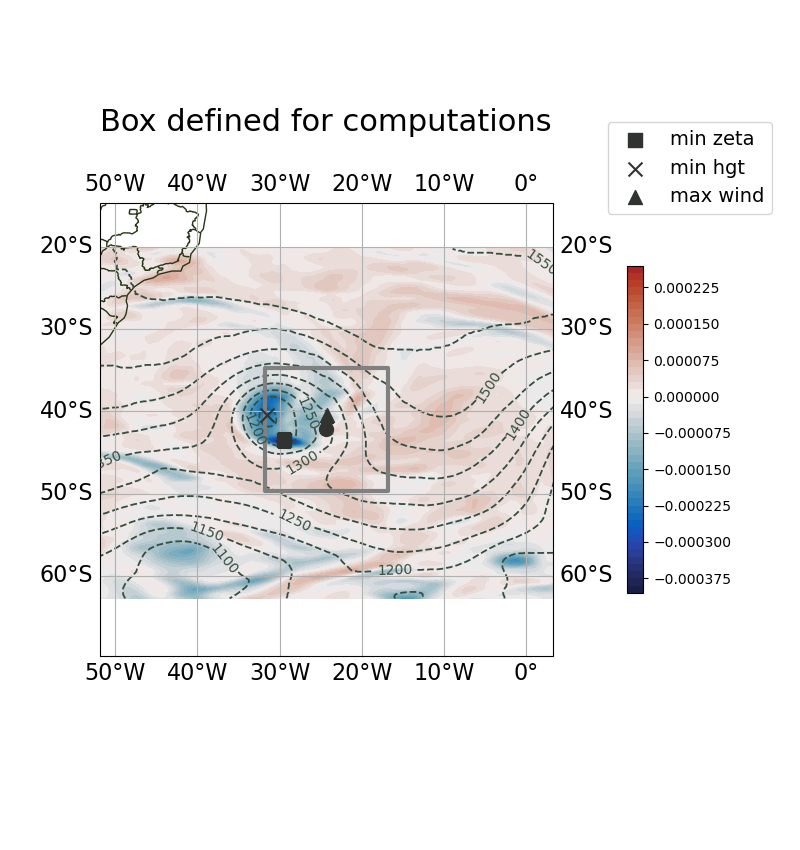 Box defined for computations
min zeta
min hgt
max wind
50°W 40°W 30°W 20°W 10°W 0°
20°S 20°S
30°S 30°S
40°S 40°S
50°S 50°S
60°S 60°S
50°W 40°W 30°W 20°W 10°W 0°
1550
1500
1400
1250
1200
1300
50
1250
1150
1100
1200
0.000225
0.000150
0.000075
0.000000
−0.000075
−0.000150
−0.000225
−0.000300
−0.000375